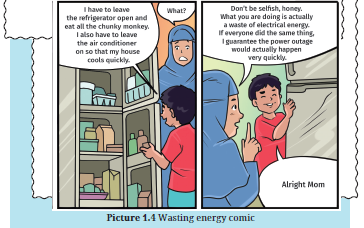 I have to leave
the refrigerator open and
eat all the chunky monkey.
I also have to leave
the air conditioner
on so that my house
cools quickly.
What?
Don't be selfish, honey.
What you are doing is actually
a waste of electrical energy.
If everyone did the same thing,
I guarantee the power outage
would actually happen
very quickly.
Alright Mom
Picture 1.4 Wasting energy comic